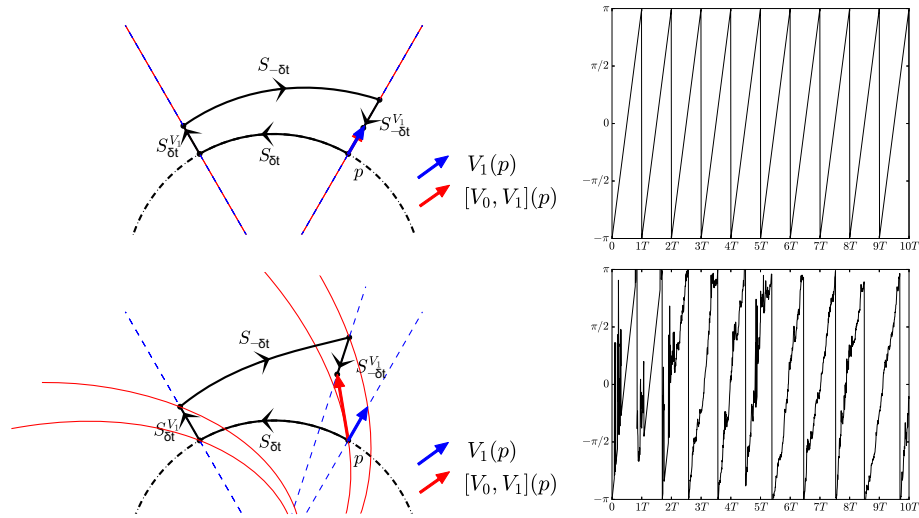 S_{-δt}
S^{V_1}_{δt}
S_{δt}
S^{V_1}_{-δt}
p
V_1(p)
[V_0, V_1](p)
π
π/2
0
−π/2
−π
0 1T 2T 3T 4T 5T 6T 7T 8T 9T 10T
S_{-δt}
S^{V_1}_{-δt}
S^{V_1}_{δt}
S_{δt}
p
V_1(p)
[V_0, V_1](p)
π
π/2
0
−π/2
−π
0 1T 2T 3T 4T 5T 6T 7T 8T 9T 10T